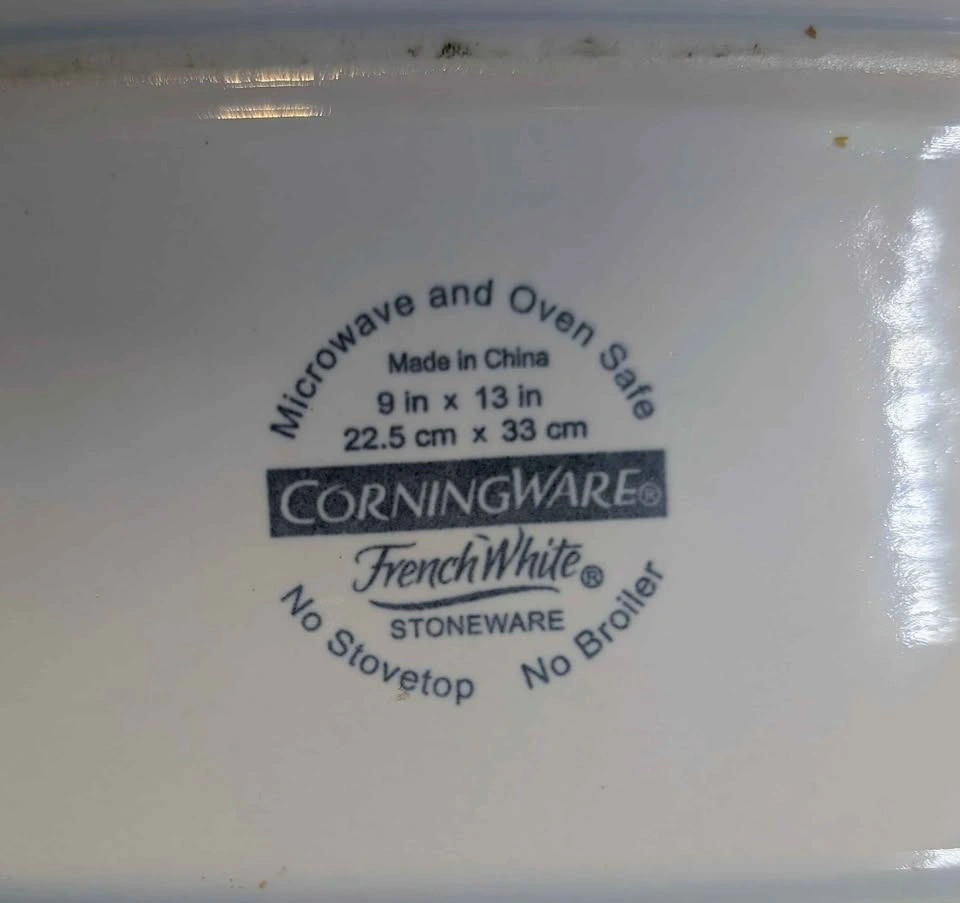 Microwave and Oven Safe
Made in China
9 in x 13 in
22.5 cm x 33 cm
CORNINGWARE®
French White®
STONEWARE
No Stovetop
No Broiler